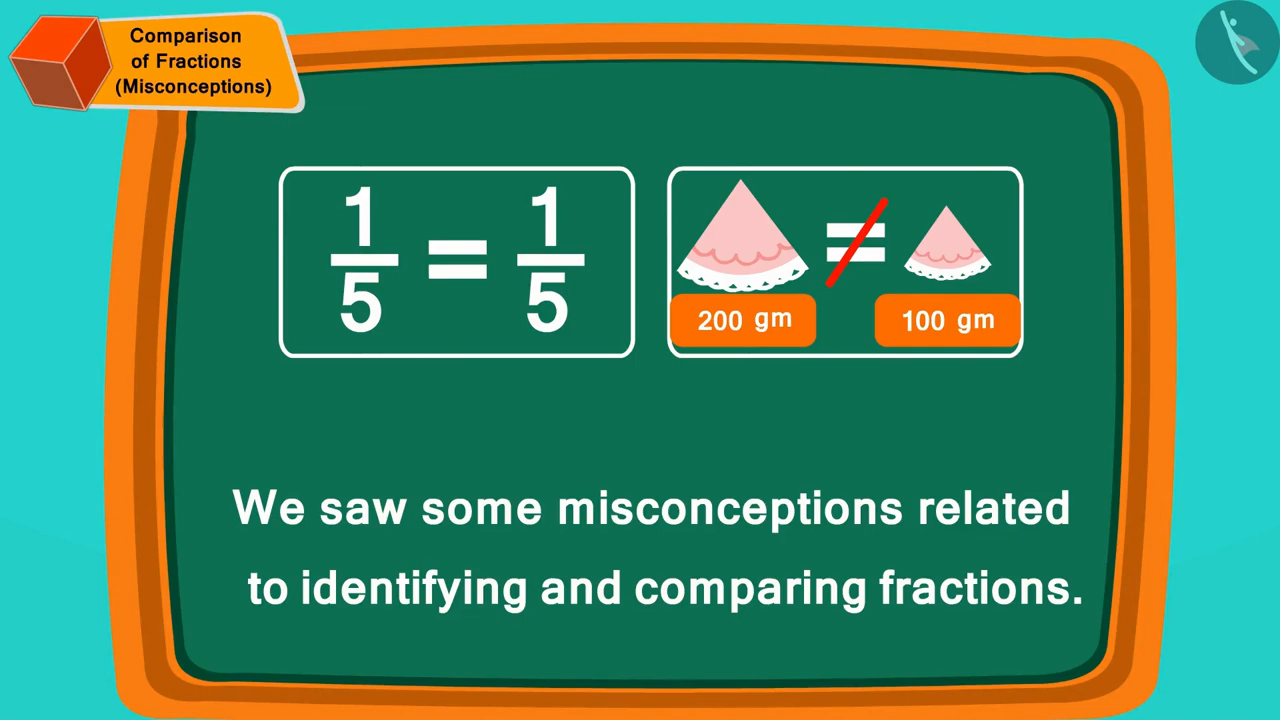 Comparison
of Fractions
(Misconceptions)
1/5 = 1/5
=
200 gm
100 gm
We saw some misconceptions related
to identifying and comparing fractions.